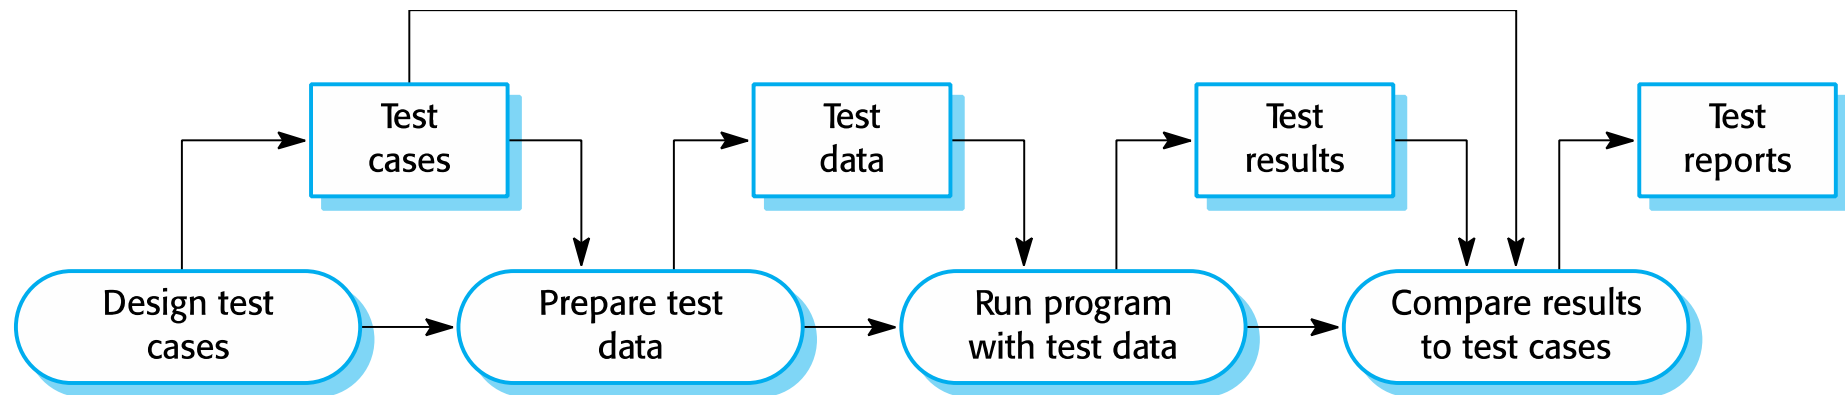 Test
cases
Test
data
Test
results
Test
reports
Design test
cases
Prepare test
data
Run program
with test data
Compare results
to test cases